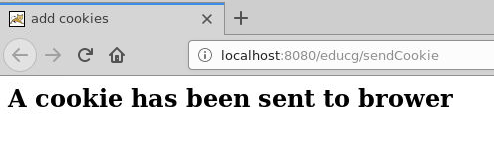 add cookies
localhost:8080/educg/sendCookie
A cookie has been sent to brower